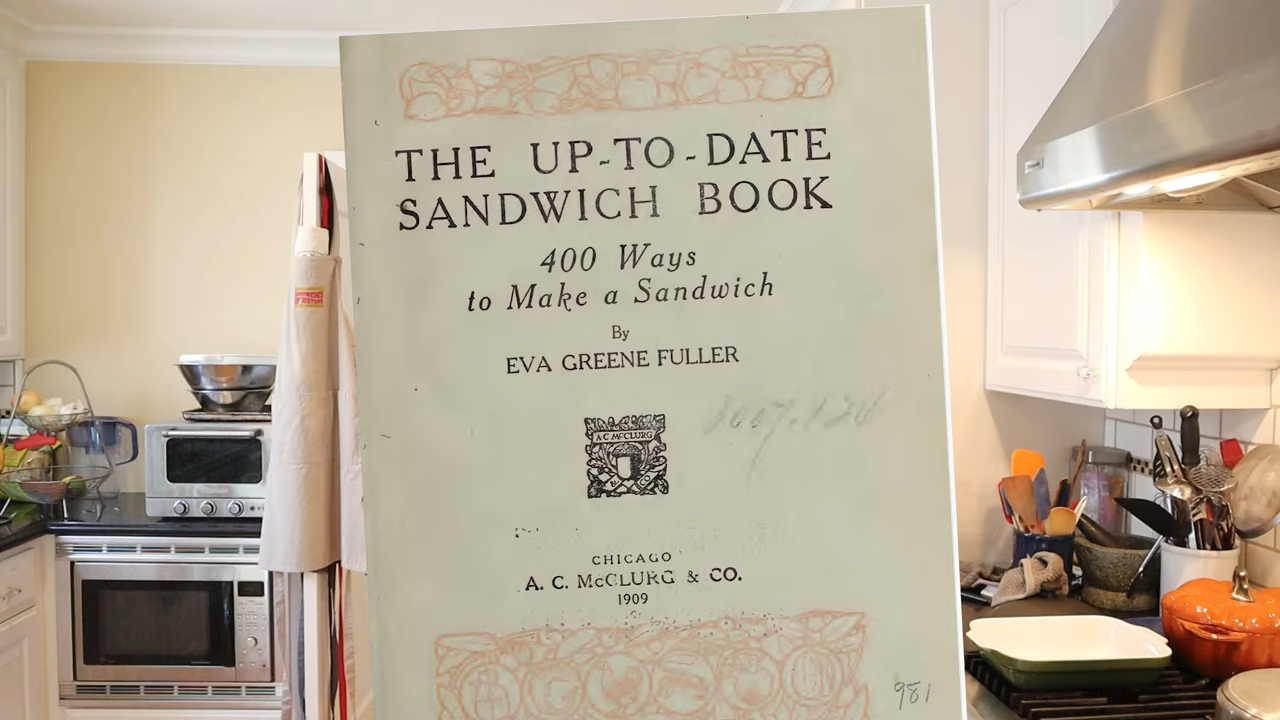 THE UP-TO-DATE
SANDWICH BOOK
400 Ways
to Make a Sandwich
By
EVA GREENE FULLER
A C McCLURG
& CO
CHICAGO
A. C. McCLURG & CO.
1909
981